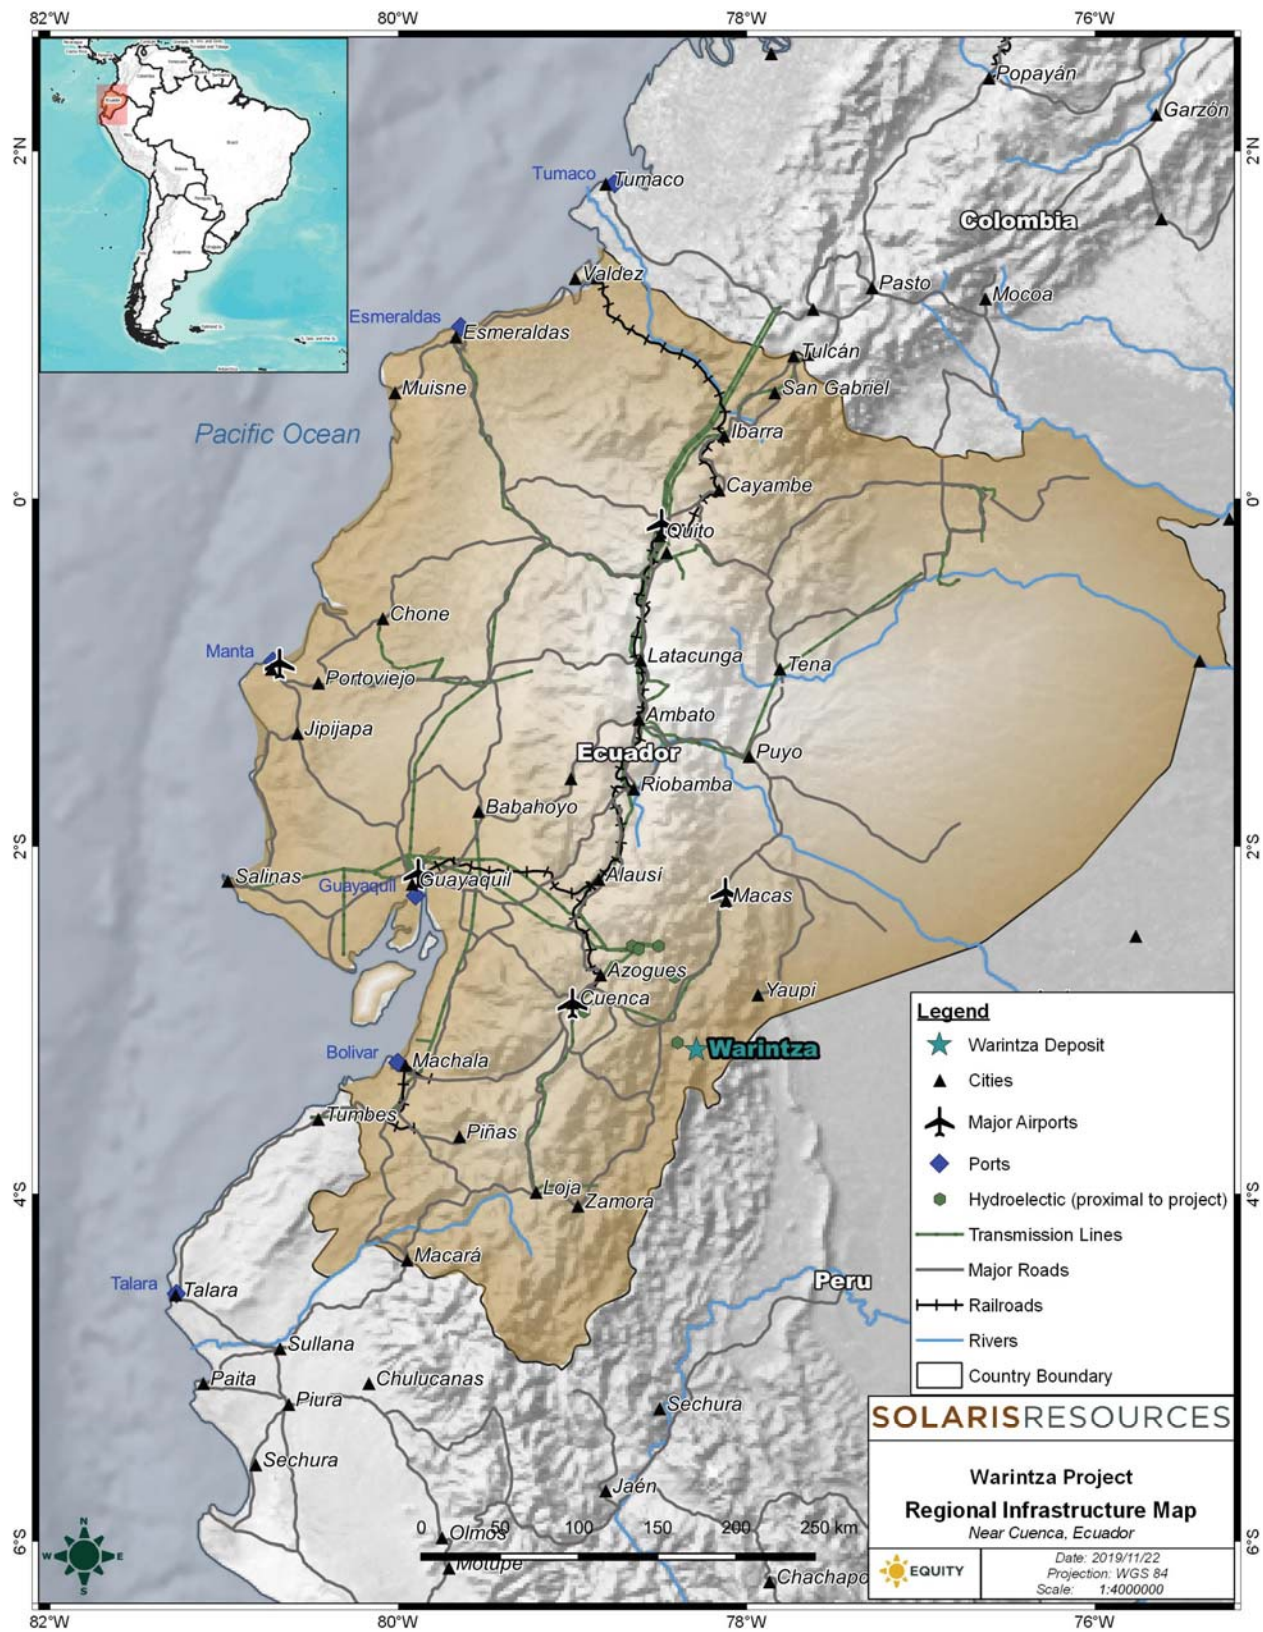 82°W 80°W 78°W 76°W
Popayán
Garzón
2°N 2°N
Tumaco Tumaco
Colombia
Valdez
Pasto
Mocoa
Esmeraldas
Esmeraldas
Tulcán
Muisne
San Gabriel
Pacific Ocean
Ibarra
Cayambe
0° 0°
Quito
Chone
Manta
Latacunga
Tena
Portoviejo
Ambato
Jipijapa
Ecuador
Puyo
Riobamba
Babahoyo
2°S 2°S
Salinas
Guayaquil
Guayaquil
Alausí
Macas
Azogues
Yaupi
Cuenca
Warintza
Bolivar
Machala
Tumbes
Piñas
4°S 4°S
Loja
Zamora
Macará
Talara
Talara
Peru
Sullana
Paita
Chulucanas
Piura
Sechura
Sechura
Jaén
0 50 100 150 200 250 km
Olmos
Motupe
Chachapo
6°S 6°S
Legend
Warintza Deposit
Cities
Major Airports
Ports
Hydroelectic (proximal to project)
Transmission Lines
Major Roads
Railroads
Rivers
Country Boundary
SOLARISRESOURCES
Warintza Project
Regional Infrastructure Map
Near Cuenca, Ecuador
EQUITY
Date: 2019/11/22
Projection: WGS 84
Scale: 1:4000000
N
W E
S
82°W 80°W 78°W 76°W